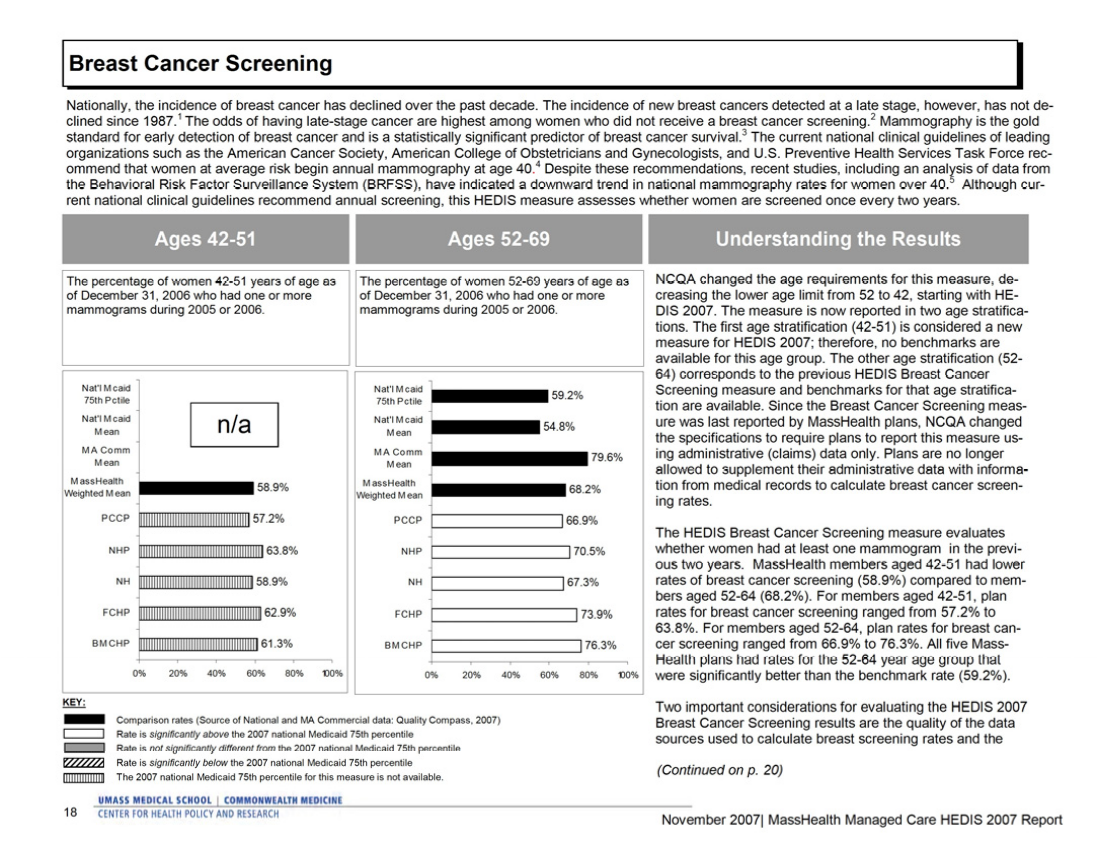 Breast Cancer Screening
Nationally, the incidence of breast cancer has declined over the past decade. The incidence of new breast cancers detected at a late stage, however, has not de-
clined since 1987.1 The odds of having late-stage cancer are highest among women who did not receive a breast cancer screening.2 Mammography is the gold
standard for early detection of breast cancer and is a statistically significant predictor of breast cancer survival.3 The current national clinical guidelines of leading
organizations such as the American Cancer Society, American College of Obstetricians and Gynecologists, and U.S. Preventive Health Services Task Force rec-
ommend that women at average risk begin annual mammography at age 40.4 Despite these recommendations, recent studies, including an analysis of data from
the Behavioral Risk Factor Surveillance System (BRFSS), have indicated a downward trend in national mammography rates for women over 40.5 Although cur-
rent national clinical guidelines recommend annual screening, this HEDIS measure assesses whether women are screened once every two years.
Ages 42-51
The percentage of women 42-51 years of age as
of December 31, 2006 who had one or more
mammograms during 2005 or 2006.
Nat'l Mcaid
75th Pctile
n/a
Nat'l Mcaid
Mean
MA Comm
Mean
MassHealth
Weighted Mean 58.9%
PCCP 57.2%
NHP 63.8%
NH 58.9%
FCHP 62.9%
BMCHP 61.3%
0% 20% 40% 60% 80% 100%
Ages 52-69
The percentage of women 52-69 years of age as
of December 31, 2006 who had one or more
mammograms during 2005 or 2006.
Nat'l Mcaid
75th Pctile 59.2%
Nat'l Mcaid
Mean 54.8%
MA Comm
Mean 79.6%
MassHealth
Weighted Mean 68.2%
PCCP 66.9%
NHP 70.5%
NH 67.3%
FCHP 73.9%
BMCHP 76.3%
0% 20% 40% 60% 80% 100%
Understanding the Results
NCQA changed the age requirements for this measure, de-
creasing the lower age limit from 52 to 42, starting with HE-
DIS 2007. The measure is now reported in two age stratifica-
tions. The first age stratification (42-51) is considered a new
measure for HEDIS 2007; therefore, no benchmarks are
available for this age group. The other age stratification (52-
64) corresponds to the previous HEDIS Breast Cancer
Screening measure and benchmarks for that age stratifica-
tion are available. Since the Breast Cancer Screening meas-
ure was last reported by MassHealth plans, NCQA changed
the specifications to require plans to report this measure us-
ing administrative (claims) data only. Plans are no longer
allowed to supplement their administrative data with informa-
tion from medical records to calculate breast cancer screen-
ing rates.
The HEDIS Breast Cancer Screening measure evaluates
whether women had at least one mammogram in the previ-
ous two years. MassHealth members aged 42-51 had lower
rates of breast cancer screening (58.9%) compared to mem-
bers aged 52-64 (68.2%). For members aged 42-51, plan
rates for breast cancer screening ranged from 57.2% to
63.8%. For members aged 52-64, plan rates for breast can-
cer screening ranged from 66.9% to 76.3%. All five Mass-
Health plans had rates for the 52-64 year age group that
were significantly better than the benchmark rate (59.2%).
Two important considerations for evaluating the HEDIS 2007
Breast Cancer Screening results are the quality of the data
sources used to calculate breast screening rates and the
(Continued on p. 20)
KEY:
Comparison rates (Source of National and MA Commercial data: Quality Compass, 2007)
Rate is significantly above the 2007 national Medicaid 75th percentile
Rate is not significantly different from the 2007 national Medicaid 75th percentile
Rate is significantly below the 2007 national Medicaid 75th percentile
The 2007 national Medicaid 75th percentile for this measure is not available.
18
UMASS MEDICAL SCHOOL | COMMONWEALTH MEDICINE
CENTER FOR HEALTH POLICY AND RESEARCH
November 2007| MassHealth Managed Care HEDIS 2007 Report